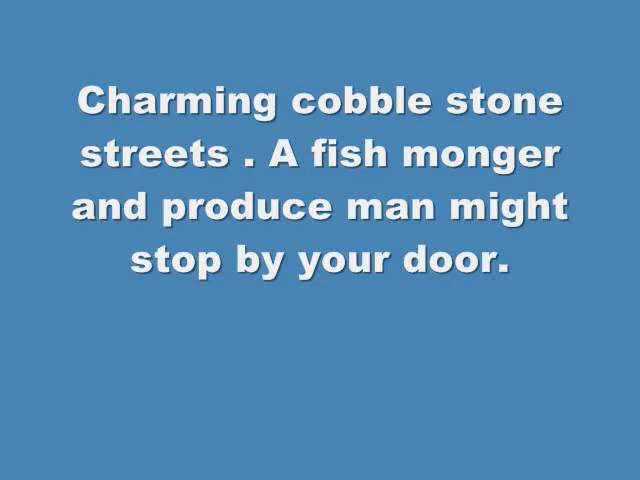 Charming cobble stone
streets . A fish monger
and produce man might
stop by your door.